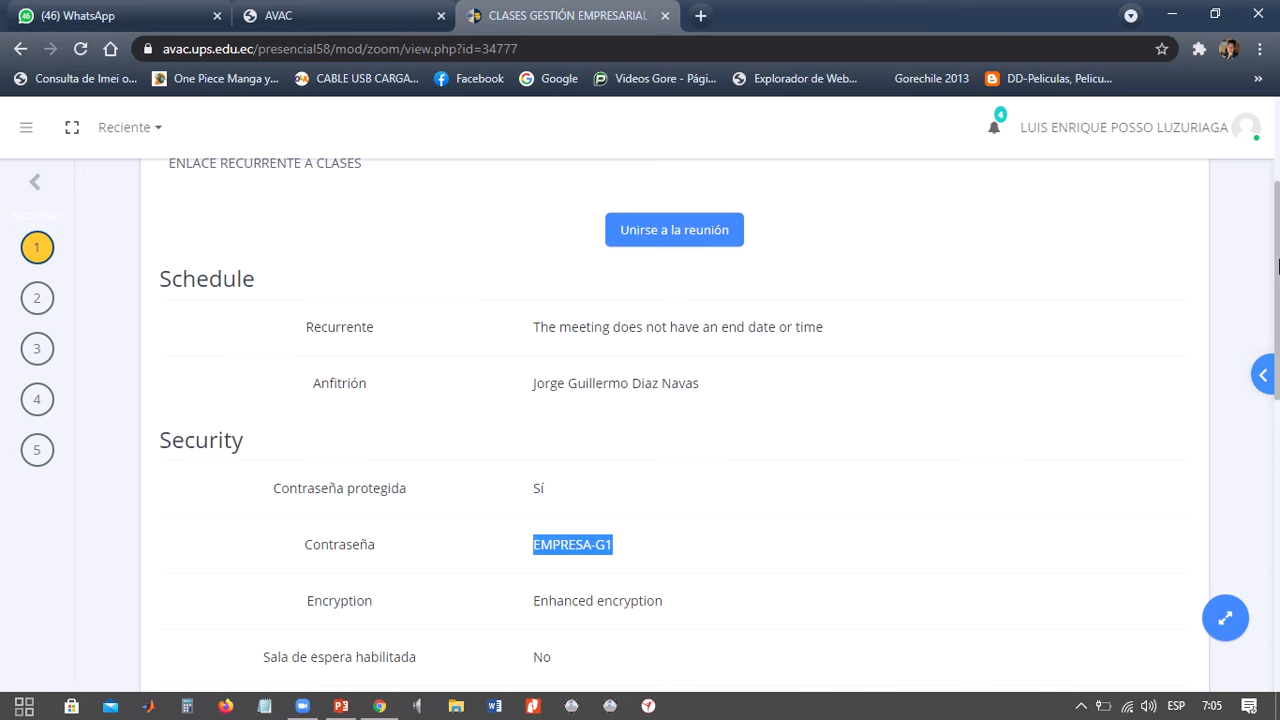 (46) WhatsApp
AVAC
CLASES GESTIÓN EMPRESARIAL
avac.ups.edu.ec/presencial58/mod/zoom/view.php?id=34777
Consulta de Imei o...
One Piece Manga y...
CABLE USB CARGA...
Facebook
Google
Videos Gore - Pági...
Explorador de Web...
Gorechile 2013
DD-Peliculas, Pelicu...
»
Reciente
4
LUIS ENRIQUE POSSO LUZURIAGA
ENLACE RECURRENTE A CLASES
SECCIONES
Unirse a la reunión
1
Schedule
2
Recurrente The meeting does not have an end date or time
3
Anfitrión Jorge Guillermo Diaz Navas
4
Security
5
Contraseña protegida Sí
Contraseña EMPRESA-G1
Encryption Enhanced encryption
Sala de espera habilitada No
ESP 7:05